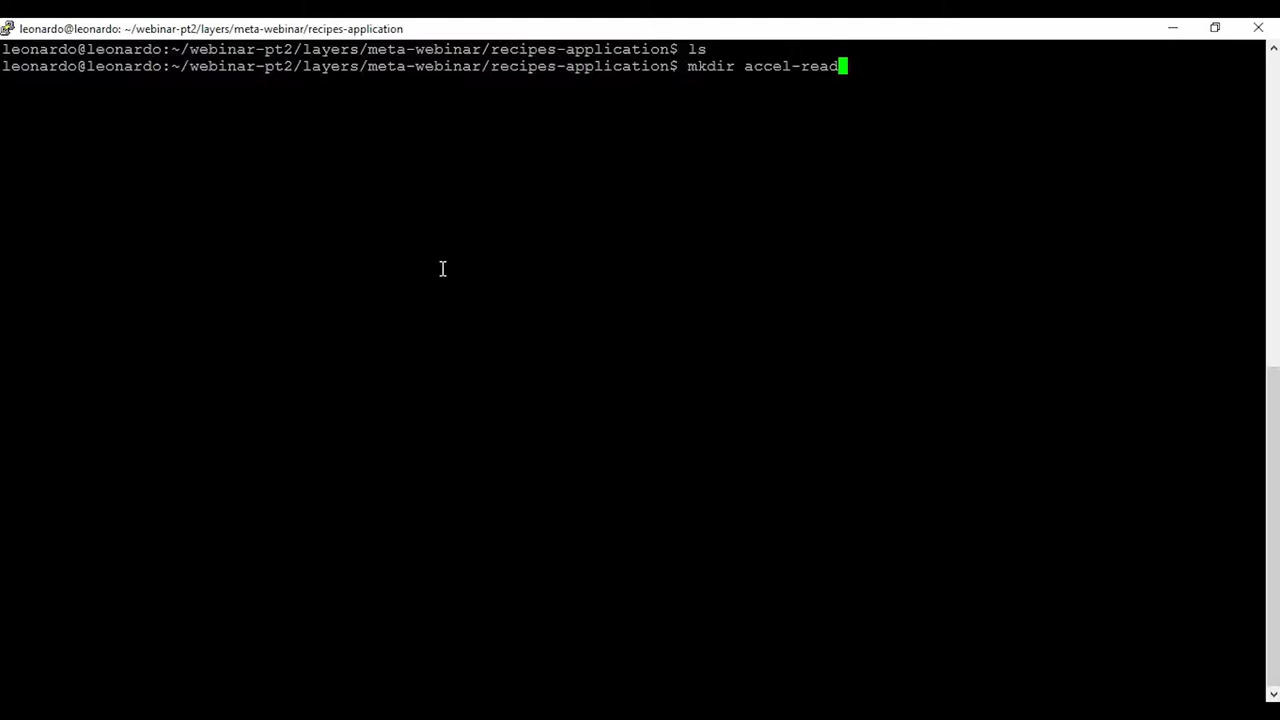 leonardo@leonardo: ~/webinar-pt2/layers/meta-webinar/recipes-application
leonardo@leonardo:~/webinar-pt2/layers/meta-webinar/recipes-application$ ls
leonardo@leonardo:~/webinar-pt2/layers/meta-webinar/recipes-application$ mkdir accel-read